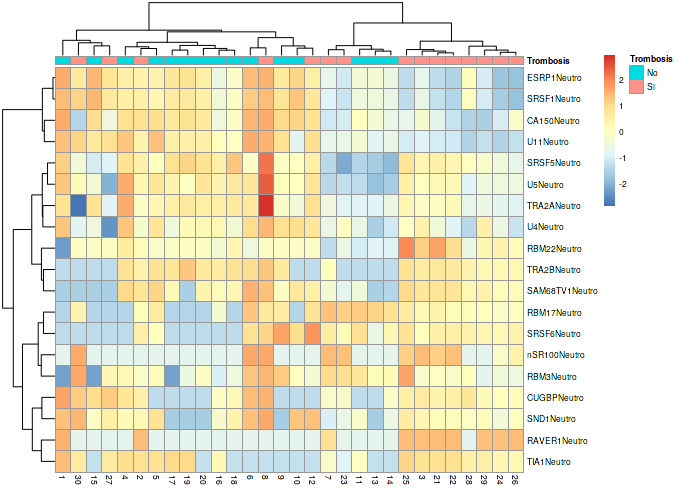 Trombosis
ESRP1Neutro
SRSF1Neutro
CA150Neutro
U11Neutro
SRSF5Neutro
U5Neutro
TRA2ANeutro
U4Neutro
RBM22Neutro
TRA2BNeutro
SAM68TV1Neutro
RBM17Neutro
SRSF6Neutro
nSR100Neutro
RBM3Neutro
CUGBPNeutro
SND1Neutro
RAVER1Neutro
TIA1Neutro
1 30 15 27 4 2 5 17 19 20 16 18 6 8 9 10 12 7 23 11 13 14 25 3 21 22 28 29 24 26
2
1
0
-1
-2
Trombosis
No
SI